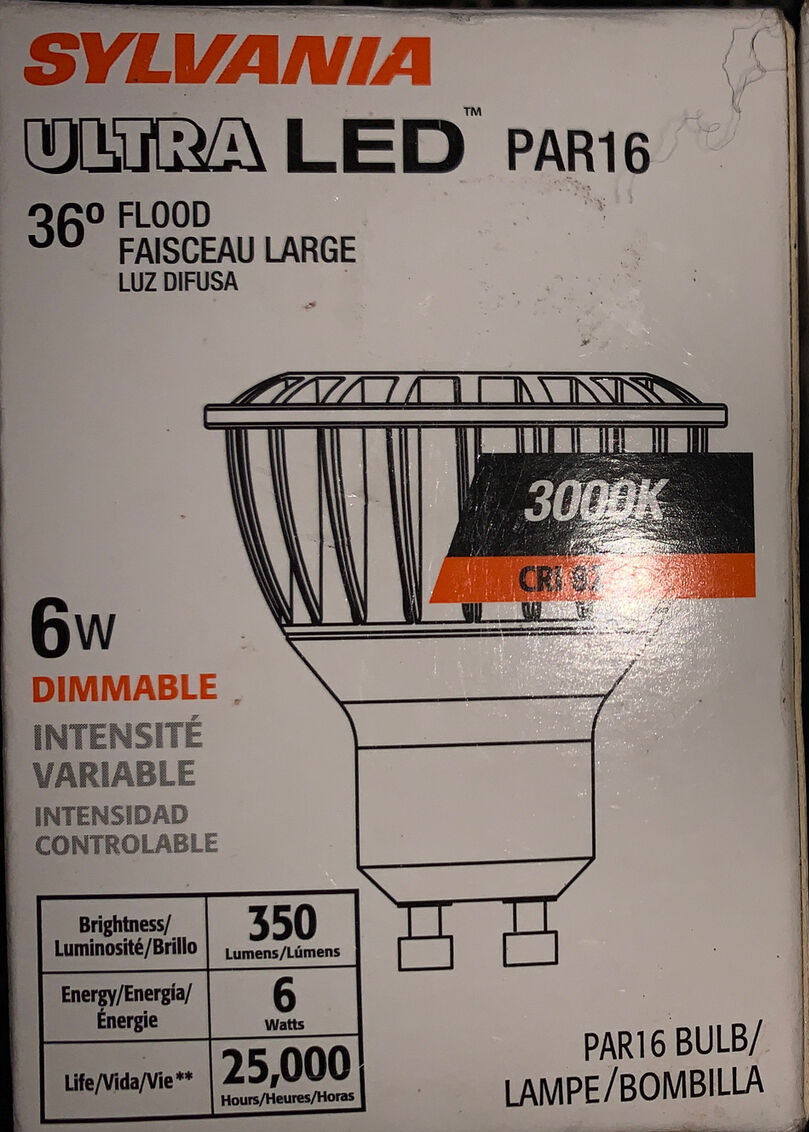 SYLVANIA
ULTRA LED™ PAR16
36º FLOOD
FAISCEAU LARGE
LUZ DIFUSA
3000K
CRI
6W
DIMMABLE
INTENSITÉ
VARIABLE
INTENSIDAD
CONTROLABLE
Brightness/
Luminosité/Brillo
350
Lumens/Lúmens
Energy/Energía/
Énergie
6
Watts
Life/Vida/Vie**
25,000
Hours/Heures/Horas
PAR16 BULB/
LAMPE/BOMBILLA